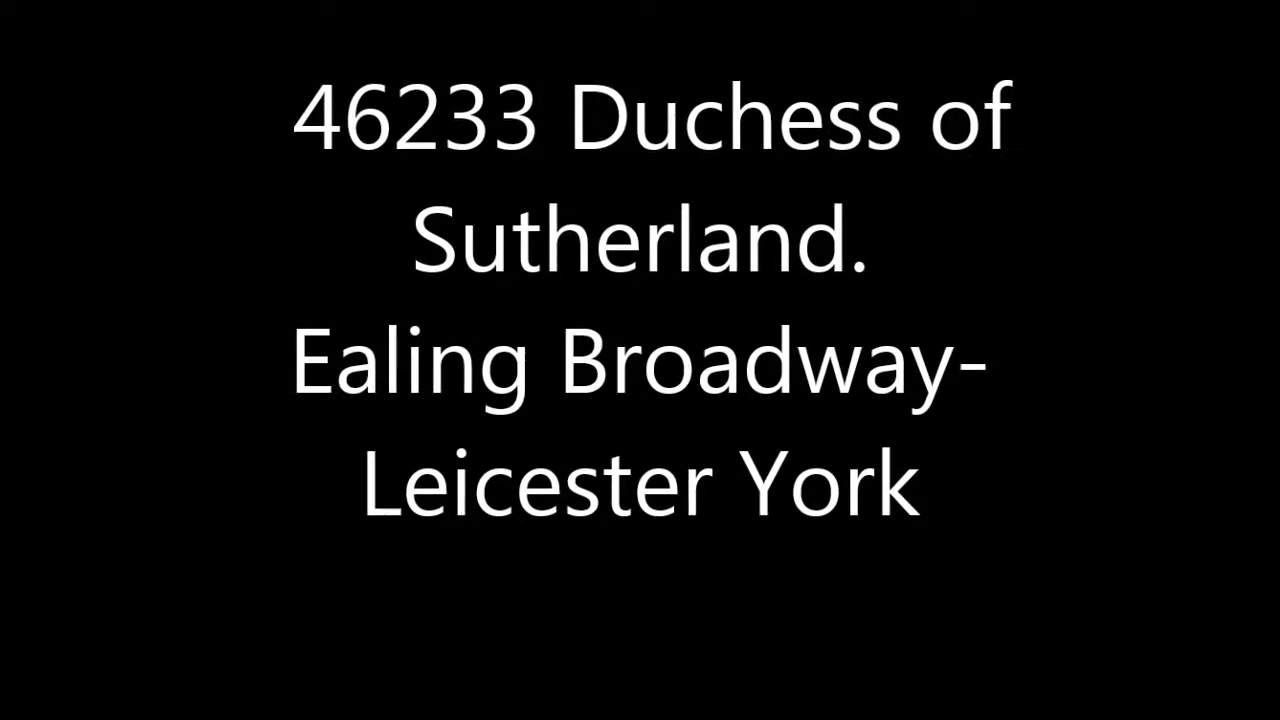 46233 Duchess of
Sutherland.
Ealing Broadway-
Leicester York